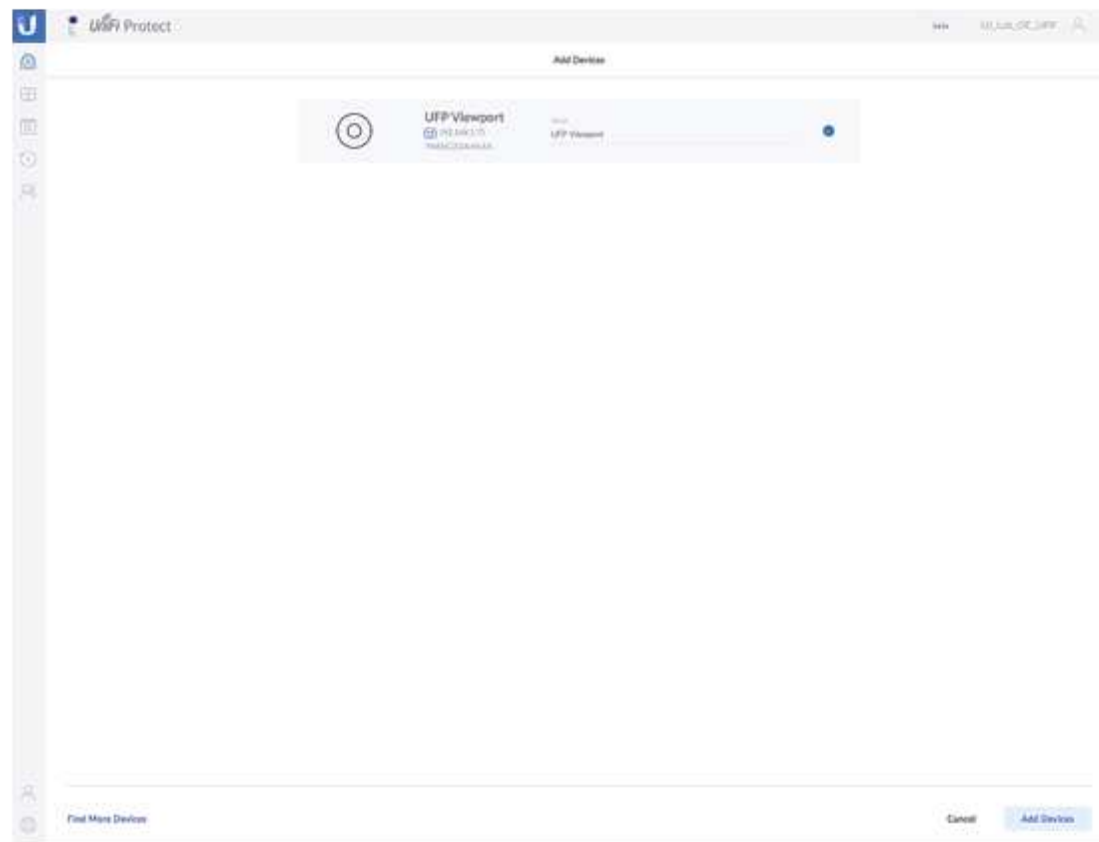 UniFi Protect
Add Devices
UFP Viewport
UFP Viewport
Find More Devices
Cancel
Add Devices